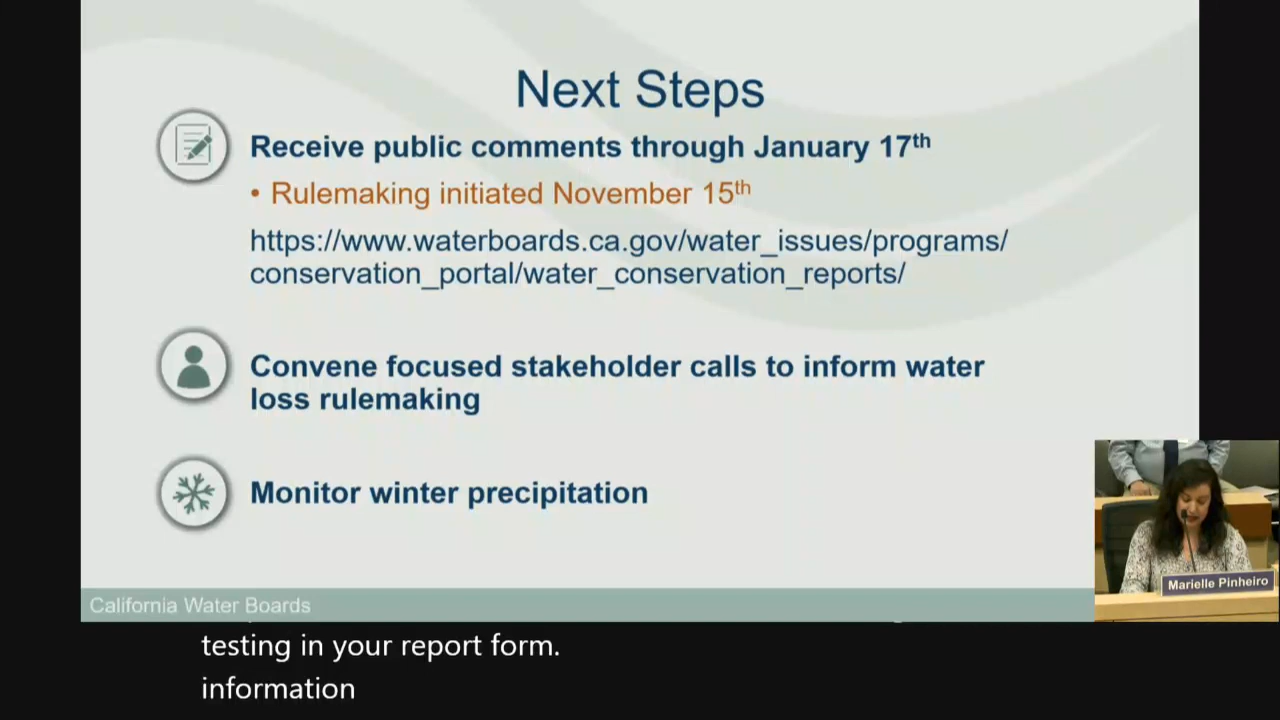 Next Steps
Receive public comments through January 17th
• Rulemaking initiated November 15th
https://www.waterboards.ca.gov/water_issues/programs/
conservation_portal/water_conservation_reports/
Convene focused stakeholder calls to inform water
loss rulemaking
Monitor winter precipitation
Marielle Pinheiro
California Water Boards
testing in your report form.
information